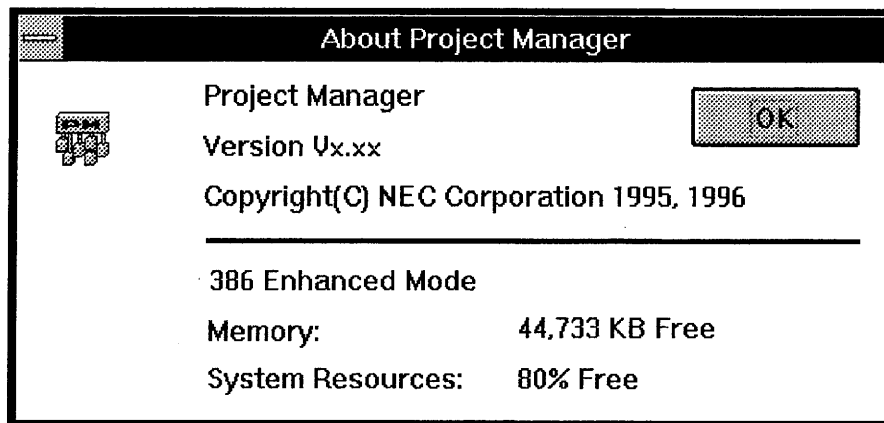 About Project Manager
Project Manager
OK
Version Vx.xx
Copyright(C) NEC Corporation 1995, 1996
386 Enhanced Mode
Memory: 44,733 KB Free
System Resources: 80% Free